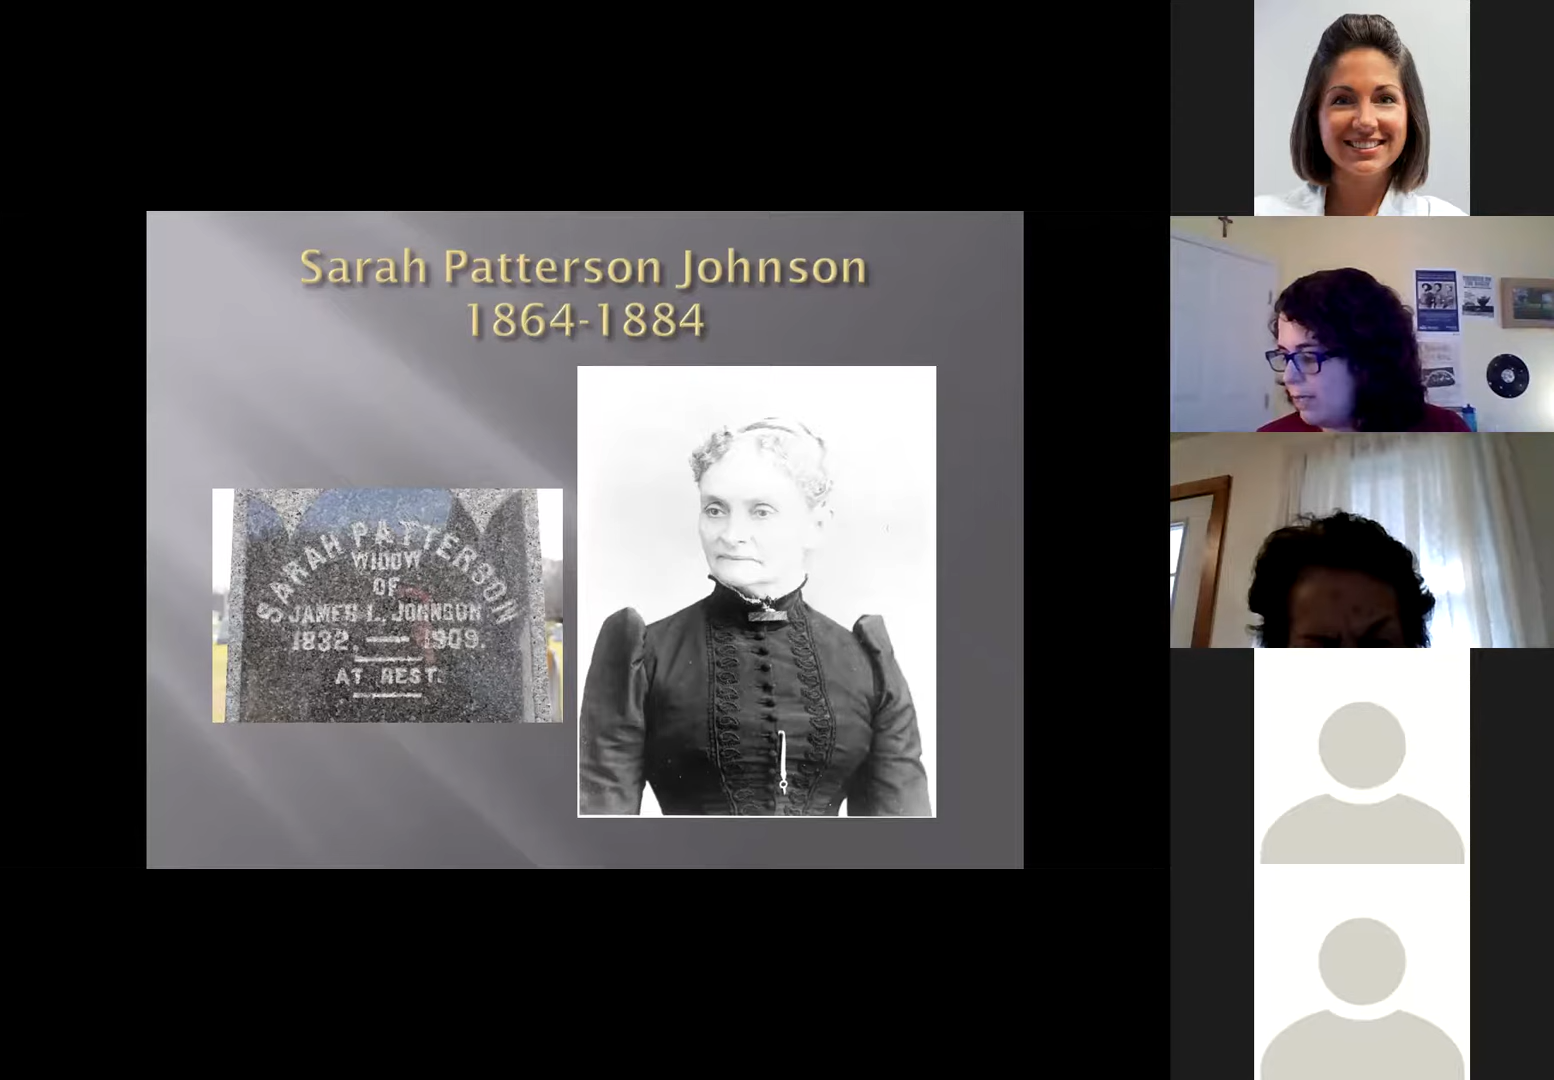 Sarah Patterson Johnson
1864-1884
SARAH PATTERSON
WIDOW
OF
JAMES L. JOHNSON
1832. — 1909.
AT REST.